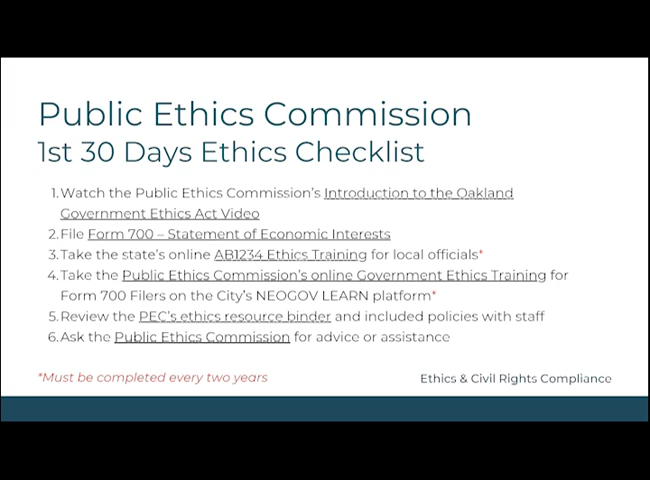 Public Ethics Commission
1st 30 Days Ethics Checklist
1. Watch the Public Ethics Commission's Introduction to the Oakland
Government Ethics Act Video
2. File Form 700 – Statement of Economic Interests
3. Take the state's online AB1234 Ethics Training for local officials*
4. Take the Public Ethics Commission's online Government Ethics Training for
Form 700 Filers on the City's NEOGOV LEARN platform*
5. Review the PEC's ethics resource binder and included policies with staff
6. Ask the Public Ethics Commission for advice or assistance
*Must be completed every two years
Ethics & Civil Rights Compliance